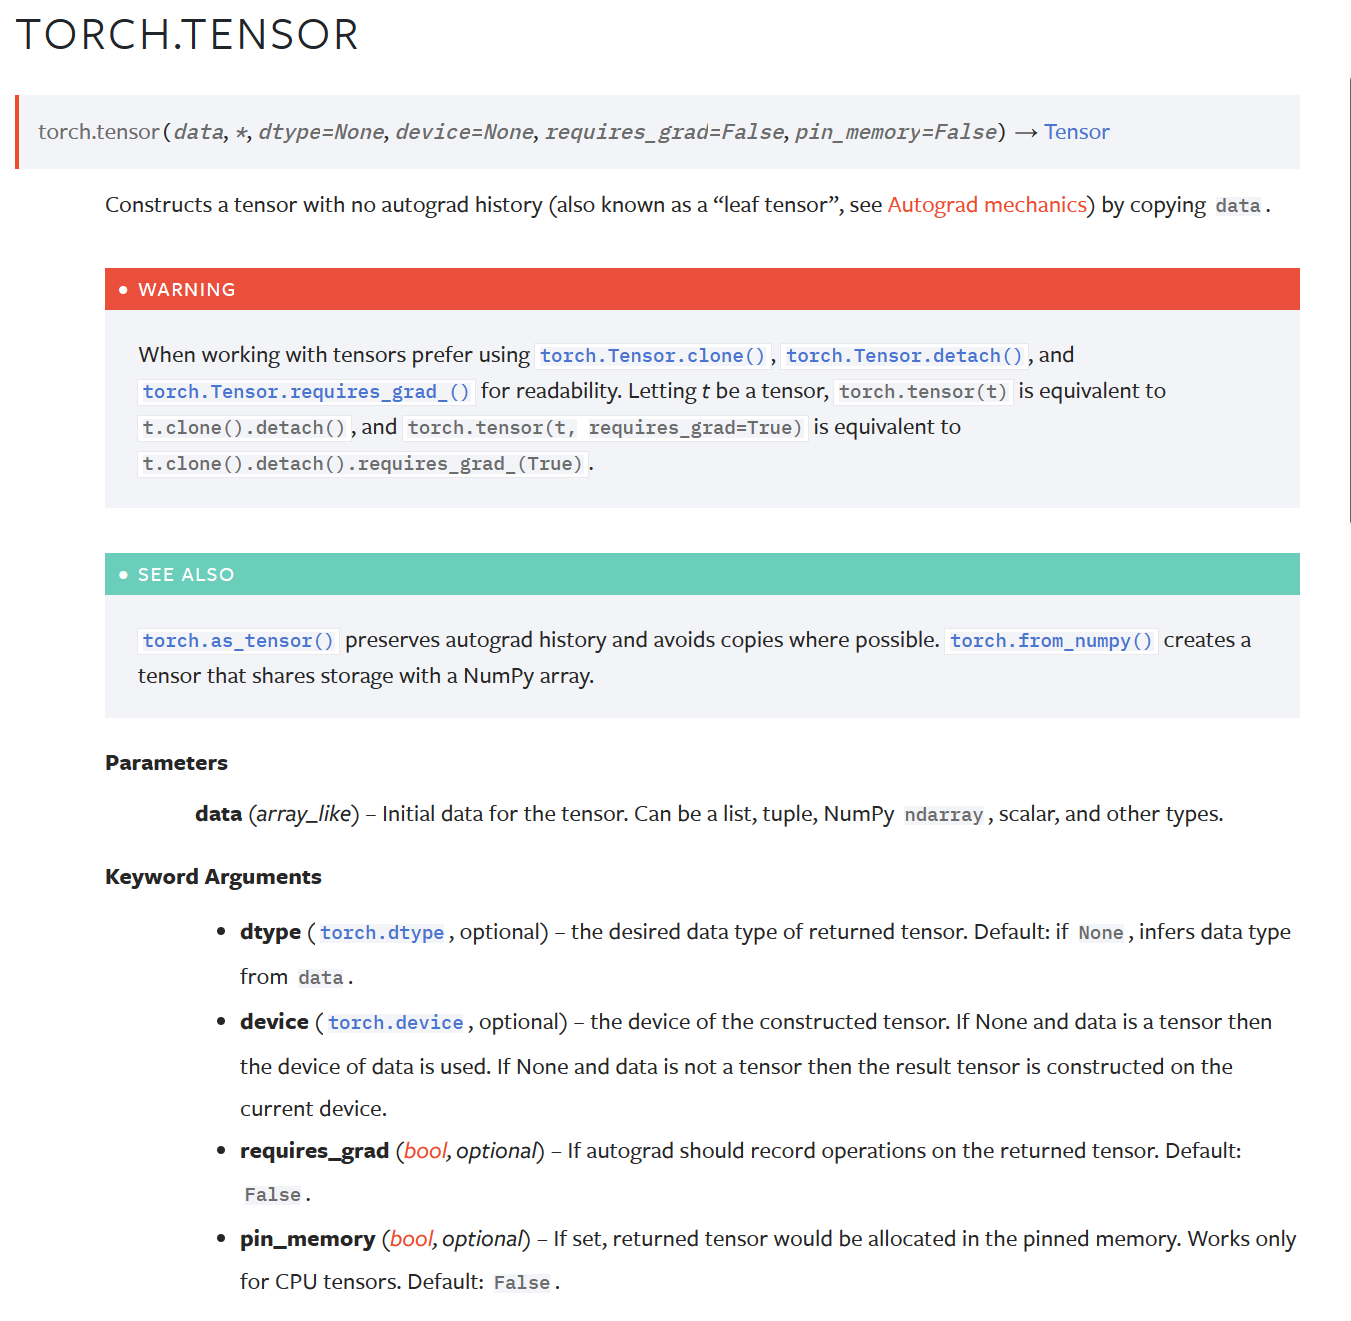 TORCH.TENSOR
torch.tensor(data, *, dtype=None, device=None, requires_grad=False, pin_memory=False) → Tensor
Constructs a tensor with no autograd history (also known as a “leaf tensor”, see Autograd mechanics) by copying data.
• WARNING
When working with tensors prefer using torch.Tensor.clone(), torch.Tensor.detach(), and
torch.Tensor.requires_grad_() for readability. Letting t be a tensor, torch.tensor(t) is equivalent to
t.clone().detach(), and torch.tensor(t, requires_grad=True) is equivalent to
t.clone().detach().requires_grad_(True).
• SEE ALSO
torch.as_tensor() preserves autograd history and avoids copies where possible. torch.from_numpy() creates a
tensor that shares storage with a NumPy array.
Parameters
data (array_like) – Initial data for the tensor. Can be a list, tuple, NumPy ndarray, scalar, and other types.
Keyword Arguments
• dtype (torch.dtype, optional) – the desired data type of returned tensor. Default: if None, infers data type
from data.
• device (torch.device, optional) – the device of the constructed tensor. If None and data is a tensor then
the device of data is used. If None and data is not a tensor then the result tensor is constructed on the
current device.
• requires_grad (bool, optional) – If autograd should record operations on the returned tensor. Default:
False.
• pin_memory (bool, optional) – If set, returned tensor would be allocated in the pinned memory. Works only
for CPU tensors. Default: False.